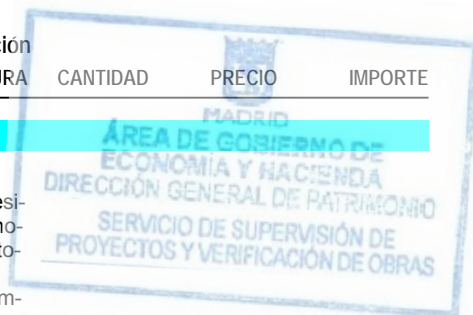 ción
URA CANTIDAD PRECIO IMPORTE
MADRID
ÁREA DE GOBIERNO DE
ECONOMÍA Y HACIENDA
DIRECCIÓN GENERAL DE PATRIMONIO
esi-
SERVICIO DE SUPERVISIÓN DE
no-
PROYECTOS Y VERIFICACIÓN DE OBRAS
to-
m-